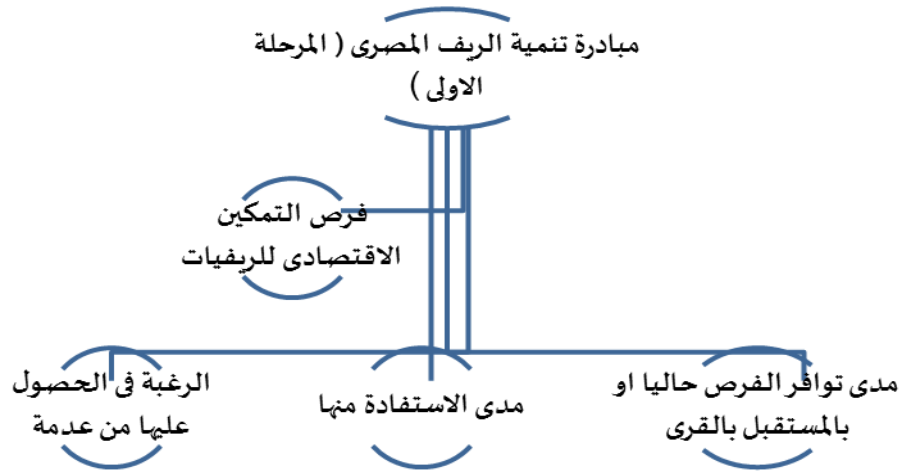 مبادرة تنمية الريف المصرى ( المرحلة
الاولى )
فرص التمكين
الاقتصادى للريفيات
مدى توافر الفرص حاليا او
بالمستقبل بالقرى
مدى الاستفادة منها
الرغبة فى الحصول
عليها من عدمة